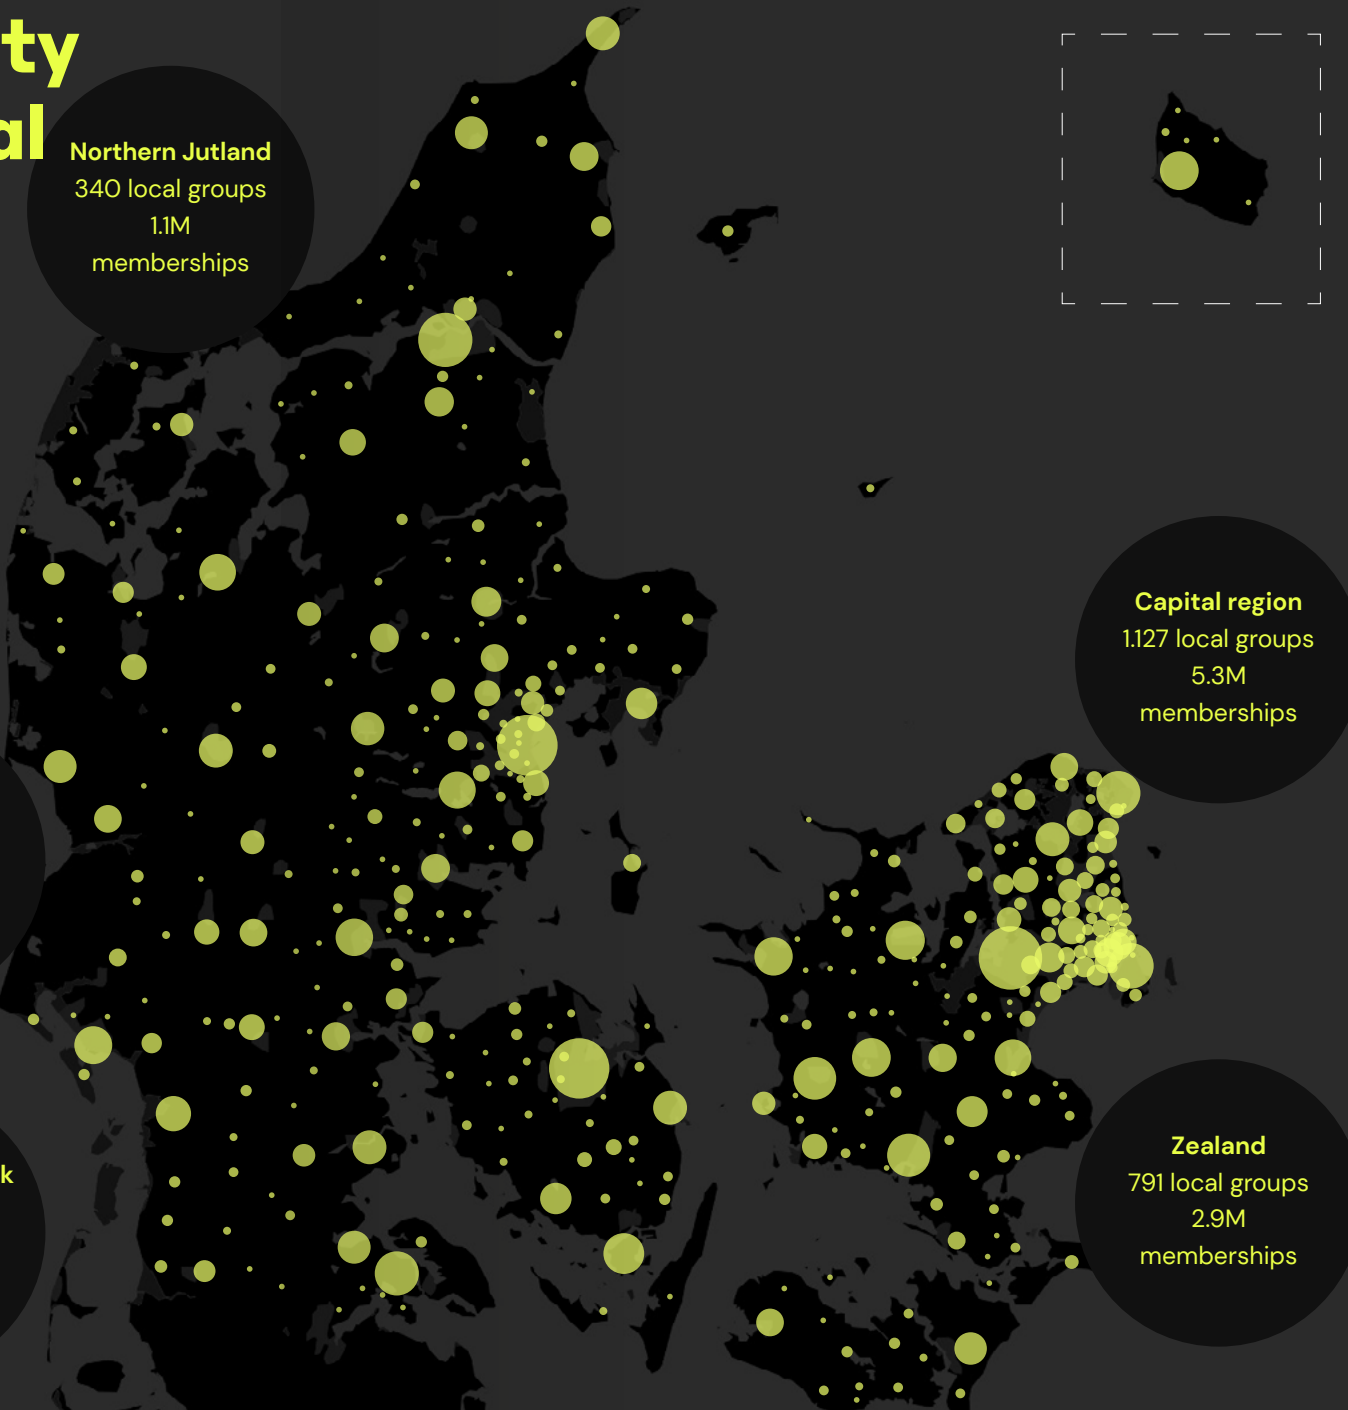 ty
al
Northern Jutland
340 local groups
1.1M
memberships
Capital region
1.127 local groups
5.3M
memberships
k
Zealand
791 local groups
2.9M
memberships